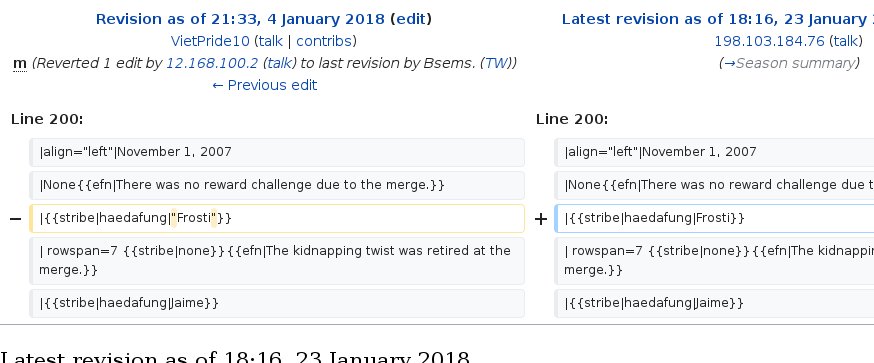 Revision as of 21:33, 4 January 2018 (edit)
VietPride10 (talk | contribs)
m (Reverted 1 edit by 12.168.100.2 (talk) to last revision by Bsems. (TW))
← Previous edit
Latest revision as of 18:16, 23 January
198.103.184.76 (talk)
(→Season summary)
Line 200:
Line 200:
|align="left"|November 1, 2007
|align="left"|November 1, 2007
|None{{efn|There was no reward challenge due to the merge.}}
|None{{efn|There was no reward challenge due
− |{{stribe|haedafung|"Frosti"}}
+ |{{stribe|haedafung|Frosti}}
| rowspan=7 {{stribe|none}}{{efn|The kidnapping twist was retired at the
merge.}}
| rowspan=7 {{stribe|none}}{{efn|The
merge.}}
|{{stribe|haedafung|Jaime}}
|{{stribe|haedafung|Jaime}}
Latest revision as of 18:16, 23 January 2018